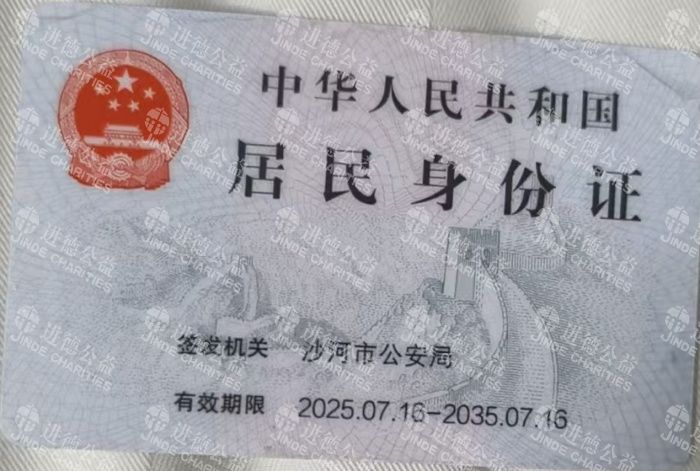 中华人民共和国
居民身份证
签发机关 沙河市公安局
有效期限 2025.07.16-2035.07.16
进德公益
JINDE CHARITIES